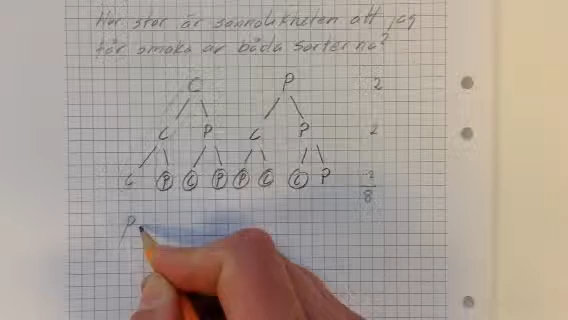 Hur stor är sannolikheten att jag
får smaka av båda sorterna?
C P 2
C P C P 2
C P C P P C C P 2
8
P